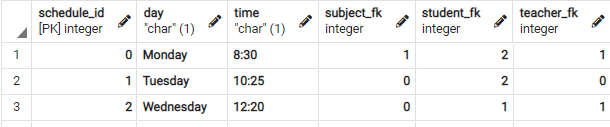 schedule_id day time subject_fk student_fk teacher_fk
[PK] integer "char" (1) "char" (1) integer integer integer
1 0 Monday 8:30 1 2 1
2 1 Tuesday 10:25 0 2 0
3 2 Wednesday 12:20 0 1 1